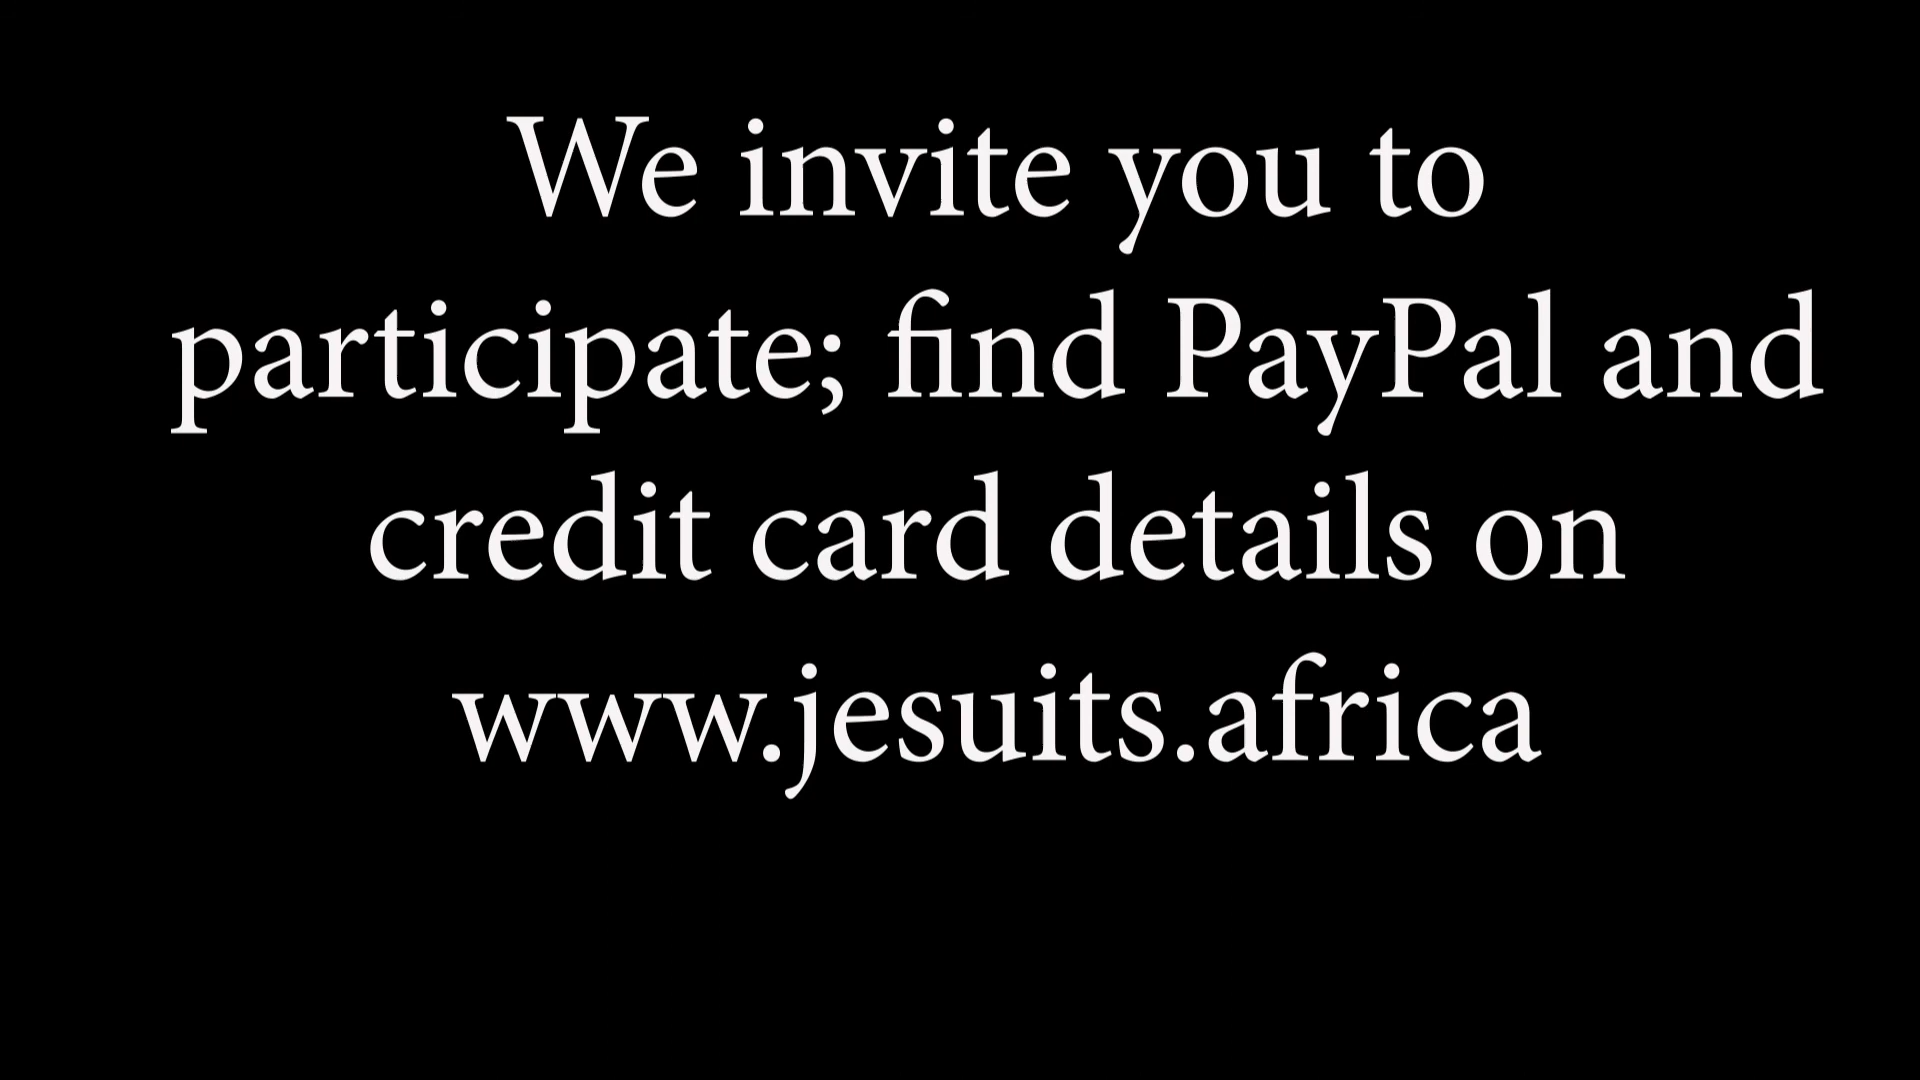 We invite you to
participate; find PayPal and
credit card details on
www.jesuits.africa